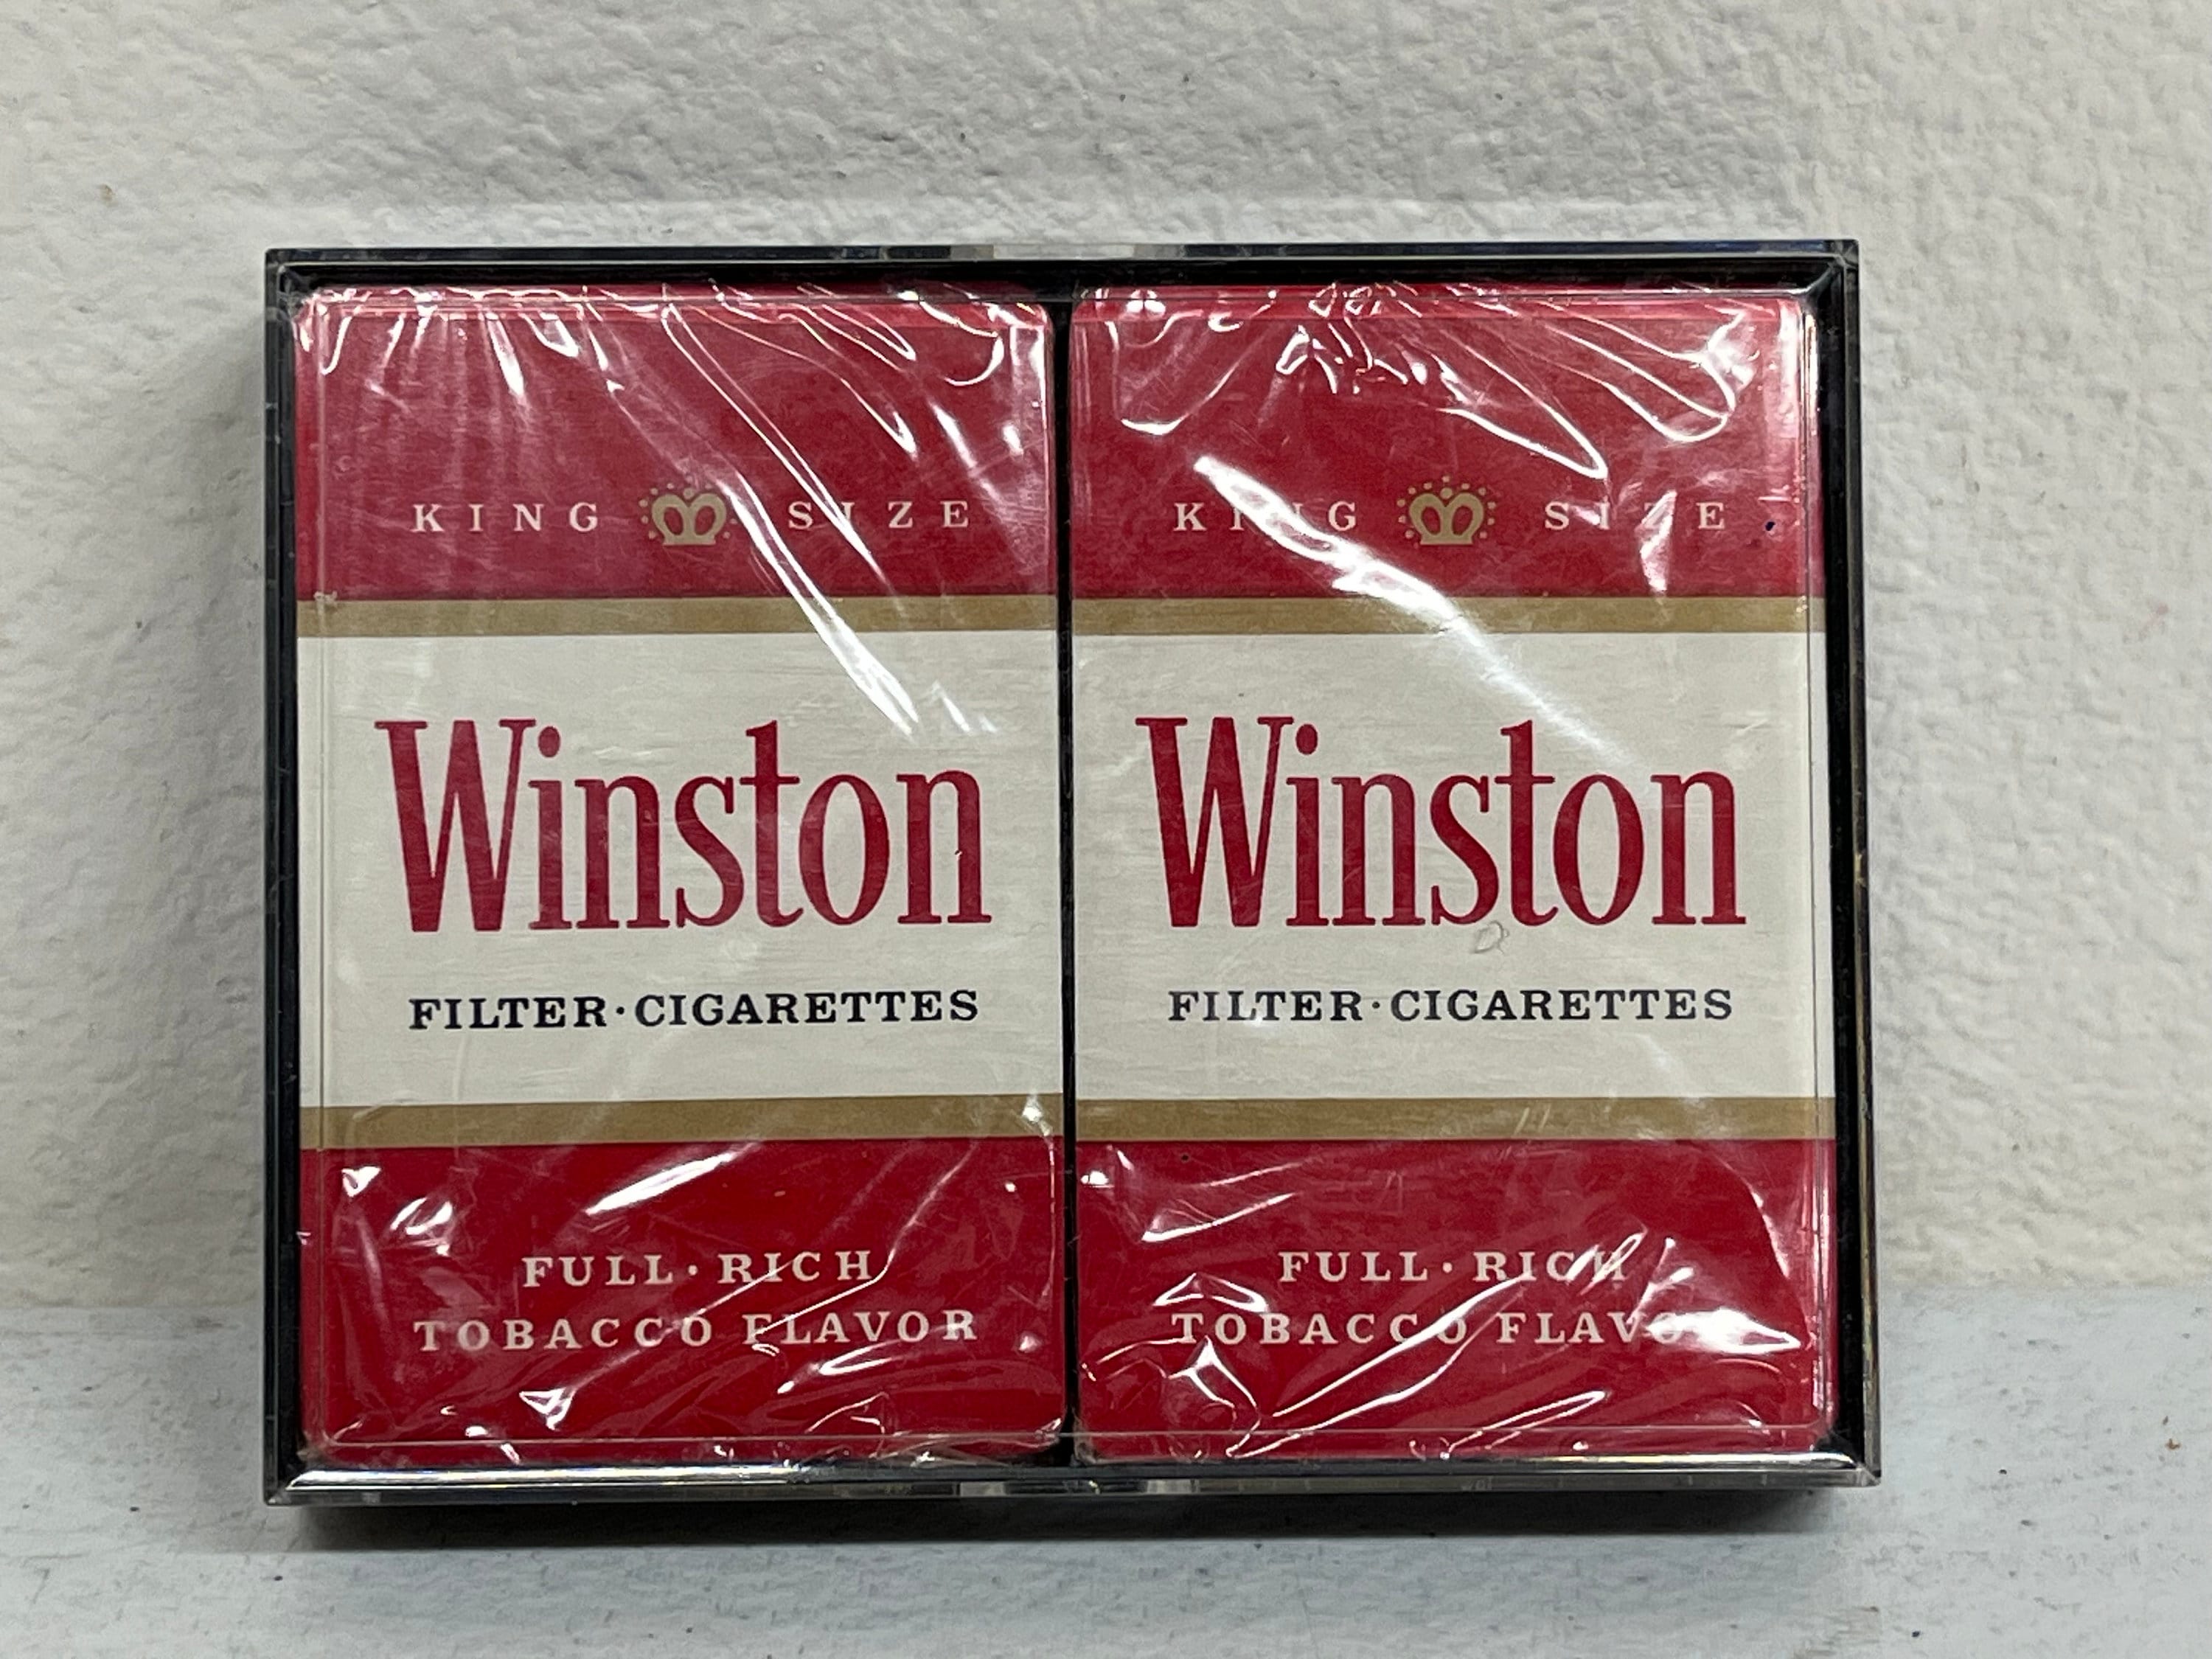 KING SIZE
Winston
FILTER·CIGARETTES
FULL·RICH
TOBACCO FLAVOR
KING SIZE
Winston
FILTER·CIGARETTES
FULL·RICH
TOBACCO FLAVOR